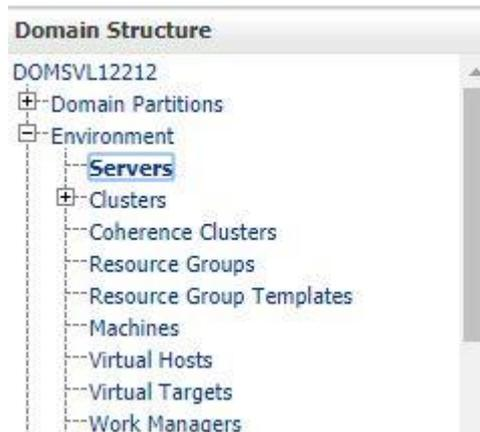 Domain Structure
DOMSVL12212
Domain Partitions
Environment
Servers
Clusters
Coherence Clusters
Resource Groups
Resource Group Templates
Machines
Virtual Hosts
Virtual Targets
Work Managers